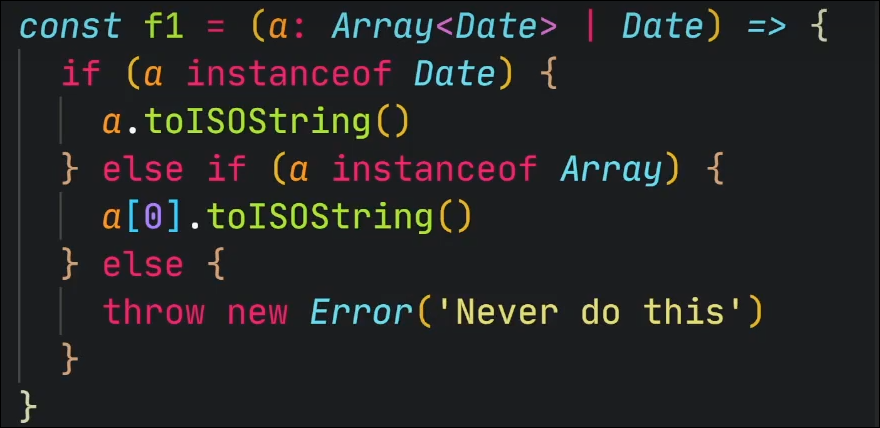 const f1 = (a: Array<Date> | Date) => {
  if (a instanceof Date) {
    a.toISOString()
  } else if (a instanceof Array) {
    a[0].toISOString()
  } else {
    throw new Error('Never do this')
  }
}